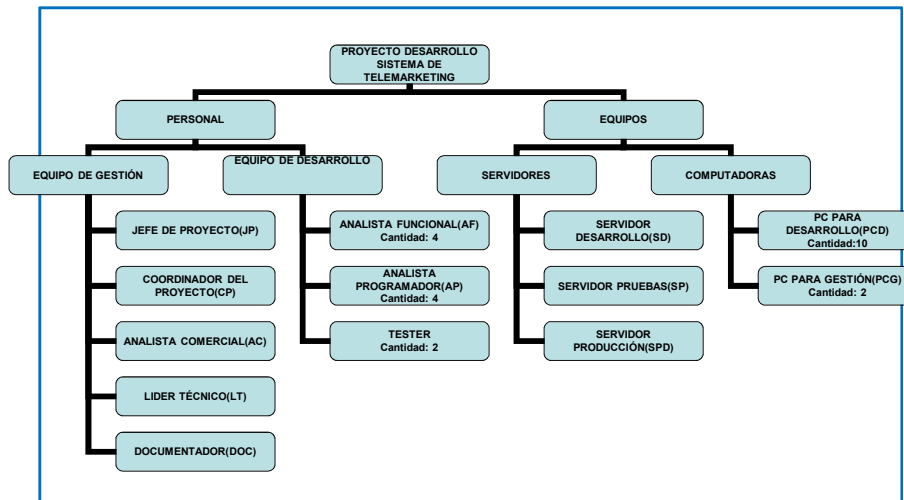 PROYECTO DESARROLLO
SISTEMA DE
TELEMARKETING
PERSONAL
EQUIPOS
EQUIPO DE GESTIÓN
EQUIPO DE DESARROLLO
SERVIDORES
COMPUTADORAS
JEFE DE PROYECTO(JP)
COORDINADOR DEL
PROYECTO(CP)
ANALISTA COMERCIAL(AC)
LIDER TÉCNICO(LT)
DOCUMENTADOR(DOC)
ANALISTA FUNCIONAL(AF)
Cantidad: 4
ANALISTA
PROGRAMADOR(AP)
Cantidad: 4
TESTER
Cantidad: 2
SERVIDOR
DESARROLLO(SD)
SERVIDOR PRUEBAS(SP)
SERVIDOR
PRODUCCIÓN(SPD)
PC PARA
DESARROLLO(PCD)
Cantidad:10
PC PARA GESTIÓN(PCG)
Cantidad: 2